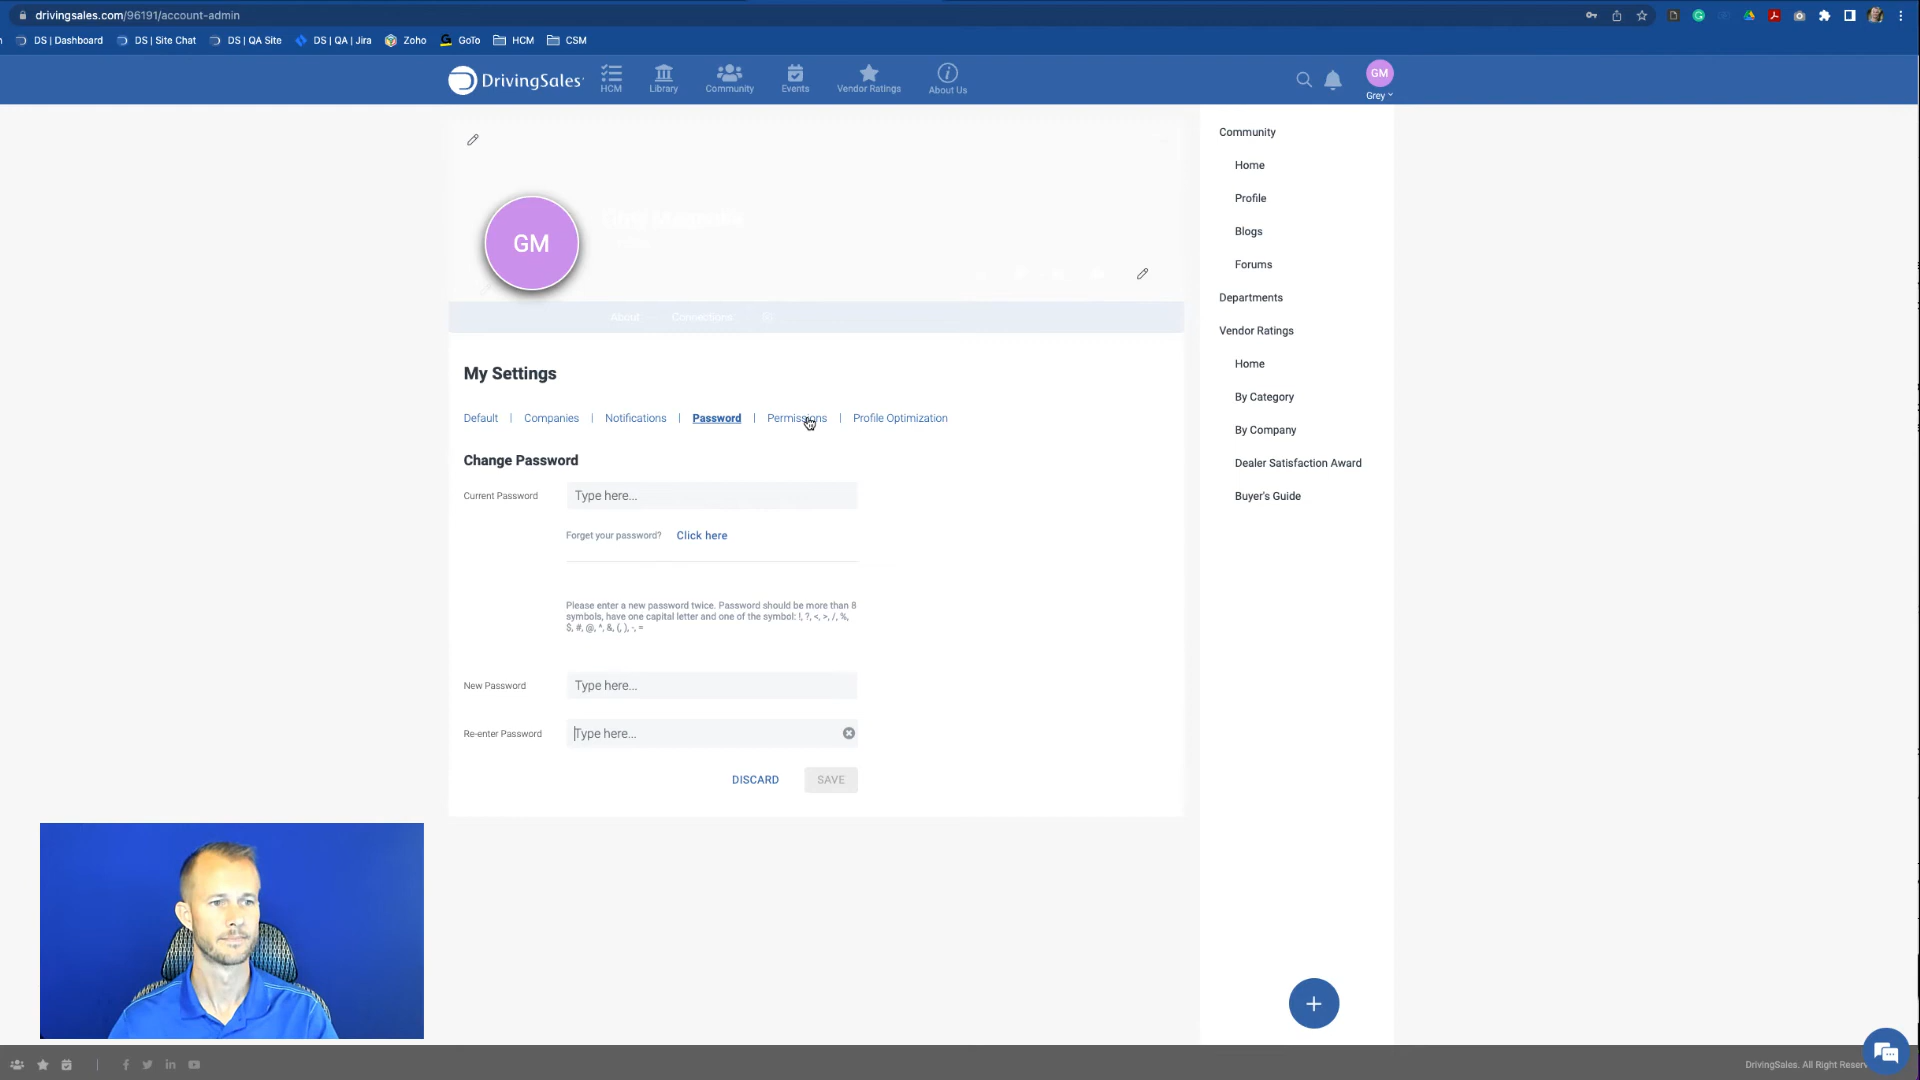 drivingsales.com/96191/account-admin
DS | Dashboard DS | Site Chat DS | QA Site DS | QA | Jira Zoho GoTo HCM CSM
DrivingSales HCM Library Community Events Vendor Ratings About Us
GM
Grey
GM
About Connections
My Settings
Default | Companies | Notifications | Password | Permissions | Profile Optimization
Change Password
Current Password Type here...
Forget your password? Click here
Please enter a new password twice. Password should be more than 8
symbols, have one capital letter and one of the symbol: !, ?, <, >, /, %,
$, #, @, ^, &, (, ), -, =
New Password Type here...
Re-enter Password Type here...
DISCARD SAVE
Community
Home
Profile
Blogs
Forums
Departments
Vendor Ratings
Home
By Category
By Company
Dealer Satisfaction Award
Buyer's Guide
DrivingSales. All Right